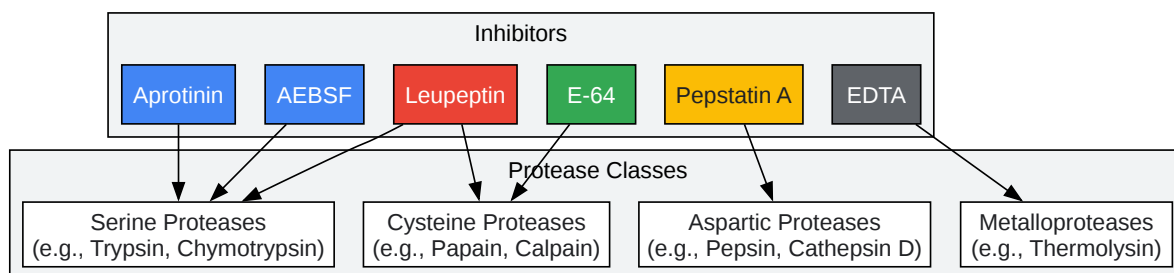 Inhibitors
Aprotinin
AEBSF
Leupeptin
E-64
Pepstatin A
EDTA
Protease Classes
Serine Proteases
(e.g., Trypsin, Chymotrypsin)
Cysteine Proteases
(e.g., Papain, Calpain)
Aspartic Proteases
(e.g., Pepsin, Cathepsin D)
Metalloproteases
(e.g., Thermolysin)